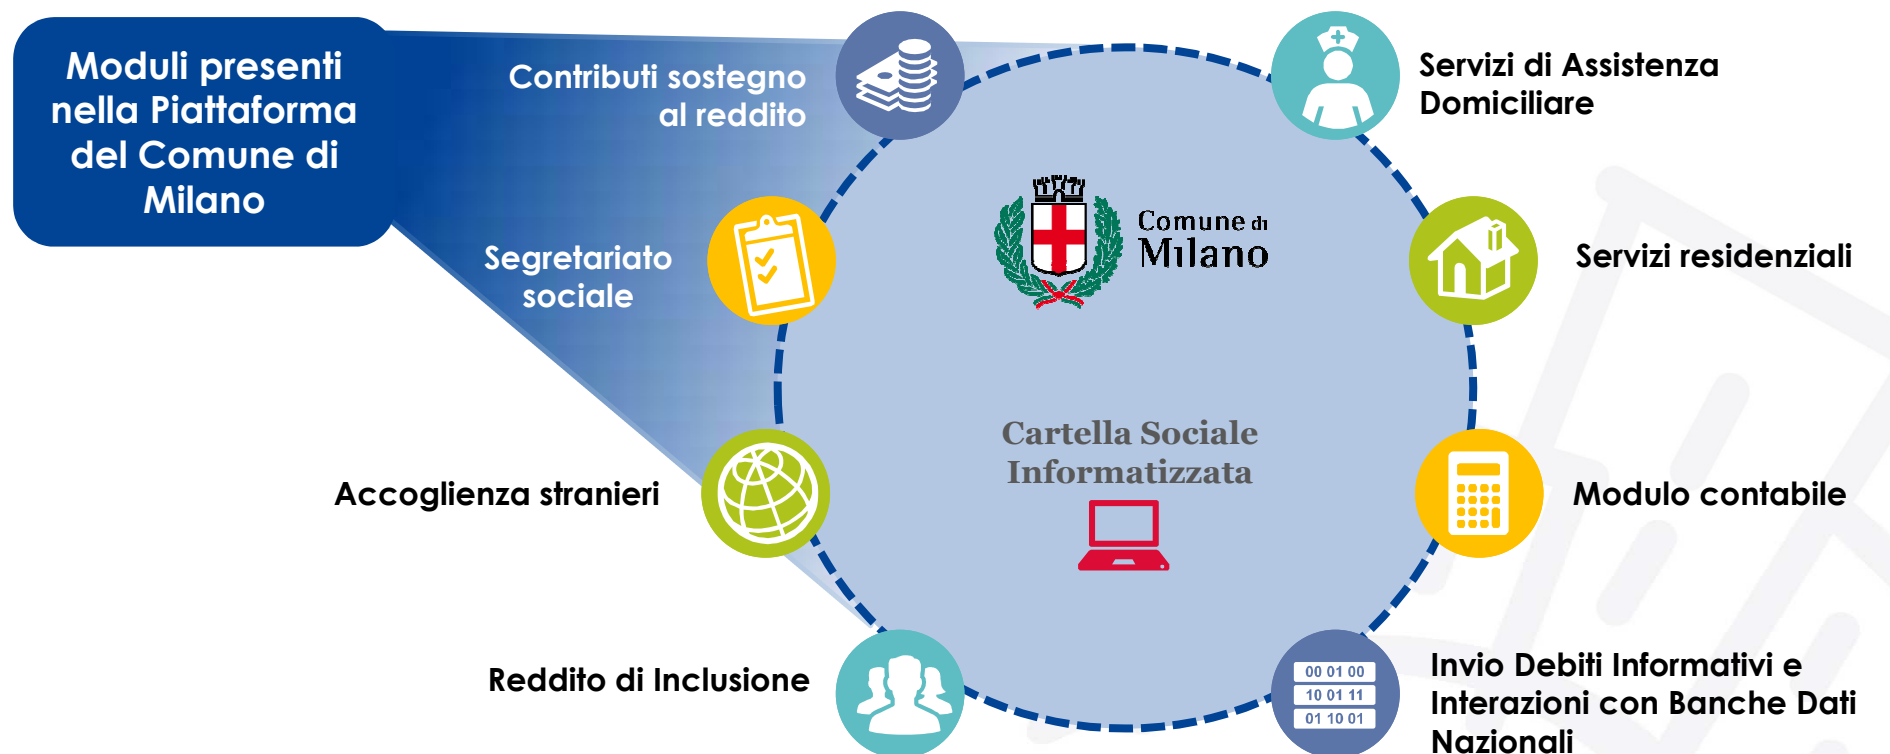 Moduli presenti
nella Piattaforma
del Comune di
Milano
Contributi sostegno
al reddito
Segretariato
sociale
Accoglienza stranieri
Reddito di Inclusione
Comune di
Milano
Cartella Sociale
Informatizzata
Servizi di Assistenza
Domiciliare
Servizi residenziali
Modulo contabile
00 01 00
10 01 11
01 10 01
Invio Debiti Informativi e
Interazioni con Banche Dati
Nazionali